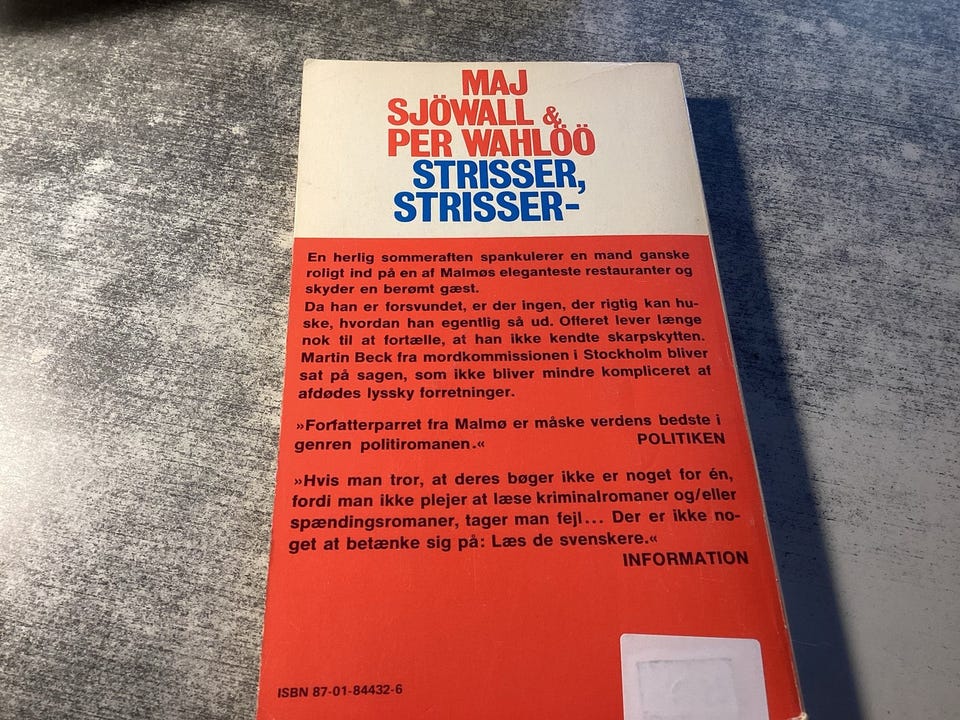 MAJ
SJÖWALL &
PER WAHLÖÖ
STRISSER,
STRISSER-
En herlig sommeraften spankulerer en mand ganske
roligt ind på en af Malmøs eleganteste restauranter og
skyder en berømt gæst.
Da han er forsvundet, er der ingen, der rigtig kan hu-
ske, hvordan han egentlig så ud. Offeret lever længe
nok til at fortælle, at han ikke kendte skarpskytten.
Martin Beck fra mordkommissionen i Stockholm bliver
sat på sagen, som ikke bliver mindre kompliceret af
afdødes lyssky forretninger.
»Forfatterparret fra Malmø er måske verdens bedste i
genren politiromanen.«
POLITIKEN
»Hvis man tror, at deres bøger ikke er noget for én,
fordi man ikke plejer at læse kriminalromaner og/eller
spændingsromaner, tager man fejl... Der er ikke no-
get at betænke sig på: Læs de svenskere.«
INFORMATION
ISBN 87-01-84432-6